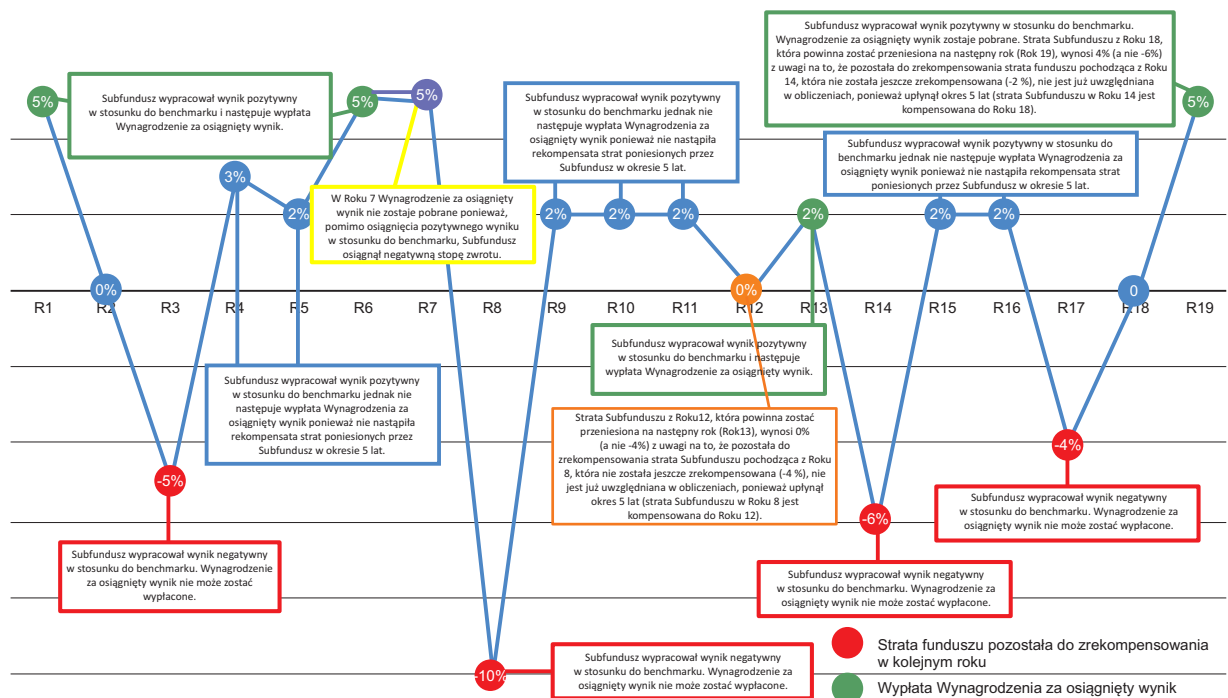 Subfundusz wypracował wynik pozytywny
w stosunku do benchmarku i następuje wypłata
Wynagrodzenie za osiągnięty wynik.
Subfundusz wypracował wynik pozytywny
w stosunku do benchmarku jednak nie
następuje wypłata Wynagrodzenia za
osiągnięty wynik ponieważ nie nastąpiła
rekompensata strat poniesionych przez
Subfundusz w okresie 5 lat.
Subfundusz wypracował wynik pozytywny w stosunku do benchmarku.
Wynagrodzenie za osiągnięty wynik zostaje pobrane. Strata Subfunduszu z Roku 18,
która powinna zostać przeniesiona na następny rok (Rok 19), wynosi 4% (a nie -6%)
z uwagi na to, że pozostała do zrekompensowania strata funduszu pochodząca z Roku
14, która nie została jeszcze zrekompensowana (-2 %), nie jest już uwzględniana
w obliczeniach, ponieważ upłynął okres 5 lat (strata Subfunduszu w Roku 14 jest
kompensowana do Roku 18).
Subfundusz wypracował wynik pozytywny w stosunku do
benchmarku jednak nie następuje wypłata Wynagrodzenia za
osiągnięty wynik ponieważ nie nastąpiła rekompensata strat
poniesionych przez Subfundusz w okresie 5 lat.
W Roku 7 Wynagrodzenie za osiągnięty
wynik nie zostaje pobrane ponieważ,
pomimo osiągnięcia pozytywnego wyniku
w stosunku do benchmarku, Subfundusz
osiągnął negatywną stopę zwrotu.
5% 0% -5% 3% 2% 5% 5% -10% 2% 2% 2% 0% 2% -6% 2% 2% -4% 0 5%
R1 R2 R3 R4 R5 R6 R7 R8 R9 R10 R11 R12 R13 R14 R15 R16 R17 R18 R19
Subfundusz wypracował wynik pozytywny
w stosunku do benchmarku jednak nie
następuje wypłata Wynagrodzenia za
osiągnięty wynik ponieważ nie nastąpiła
rekompensata strat poniesionych przez
Subfundusz w okresie 5 lat.
Subfundusz wypracował wynik pozytywny
w stosunku do benchmarku i następuje
wypłata Wynagrodzenie za osiągnięty wynik.
Strata Subfunduszu z Roku12, która powinna zostać
przeniesiona na następny rok (Rok13), wynosi 0%
(a nie -4%) z uwagi na to, że pozostała do
zrekompensowania strata Subfunduszu pochodząca z Roku
8, która nie została jeszcze zrekompensowana (-4 %), nie
jest już uwzględniana w obliczeniach, ponieważ upłynął
okres 5 lat (strata Subfunduszu w Roku 8 jest
kompensowana do Roku 12).
Subfundusz wypracował wynik negatywny
w stosunku do benchmarku. Wynagrodzenie za
osiągnięty wynik nie może zostać wypłacone.
Subfundusz wypracował wynik negatywny
w stosunku do benchmarku. Wynagrodzenie
za osiągnięty wynik nie może zostać
wypłacone.
Subfundusz wypracował wynik negatywny
w stosunku do benchmarku. Wynagrodzenie za
osiągnięty wynik nie może zostać wypłacone.
Subfundusz wypracował wynik negatywny
w stosunku do benchmarku. Wynagrodzenie za
osiągnięty wynik nie może zostać wypłacone.
Strata funduszu pozostała do zrekompensowania
w kolejnym roku
Wypłata Wynagrodzenia za osiągnięty wynik